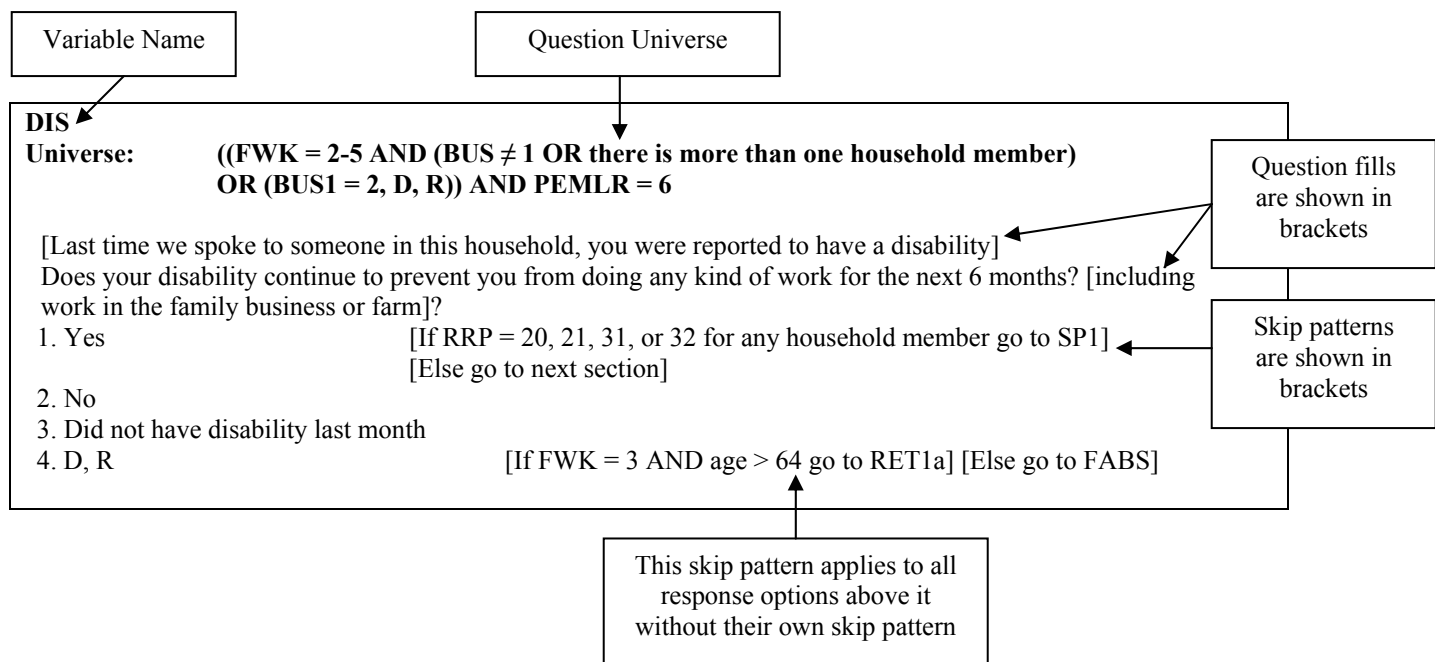 Variable Name
Question Universe
DIS
Universe: ((FWK = 2-5 AND (BUS ≠ 1 OR there is more than one household member)
OR (BUS1 = 2, D, R)) AND PEMLR = 6
Question fills
are shown in
brackets
[Last time we spoke to someone in this household, you were reported to have a disability]
Does your disability continue to prevent you from doing any kind of work for the next 6 months? [including
work in the family business or farm]?
1. Yes [If RRP = 20, 21, 31, or 32 for any household member go to SP1]
[Else go to next section]
Skip patterns
are shown in
brackets
2. No
3. Did not have disability last month
4. D, R [If FWK = 3 AND age > 64 go to RET1a] [Else go to FABS]
This skip pattern applies to all
response options above it
without their own skip pattern